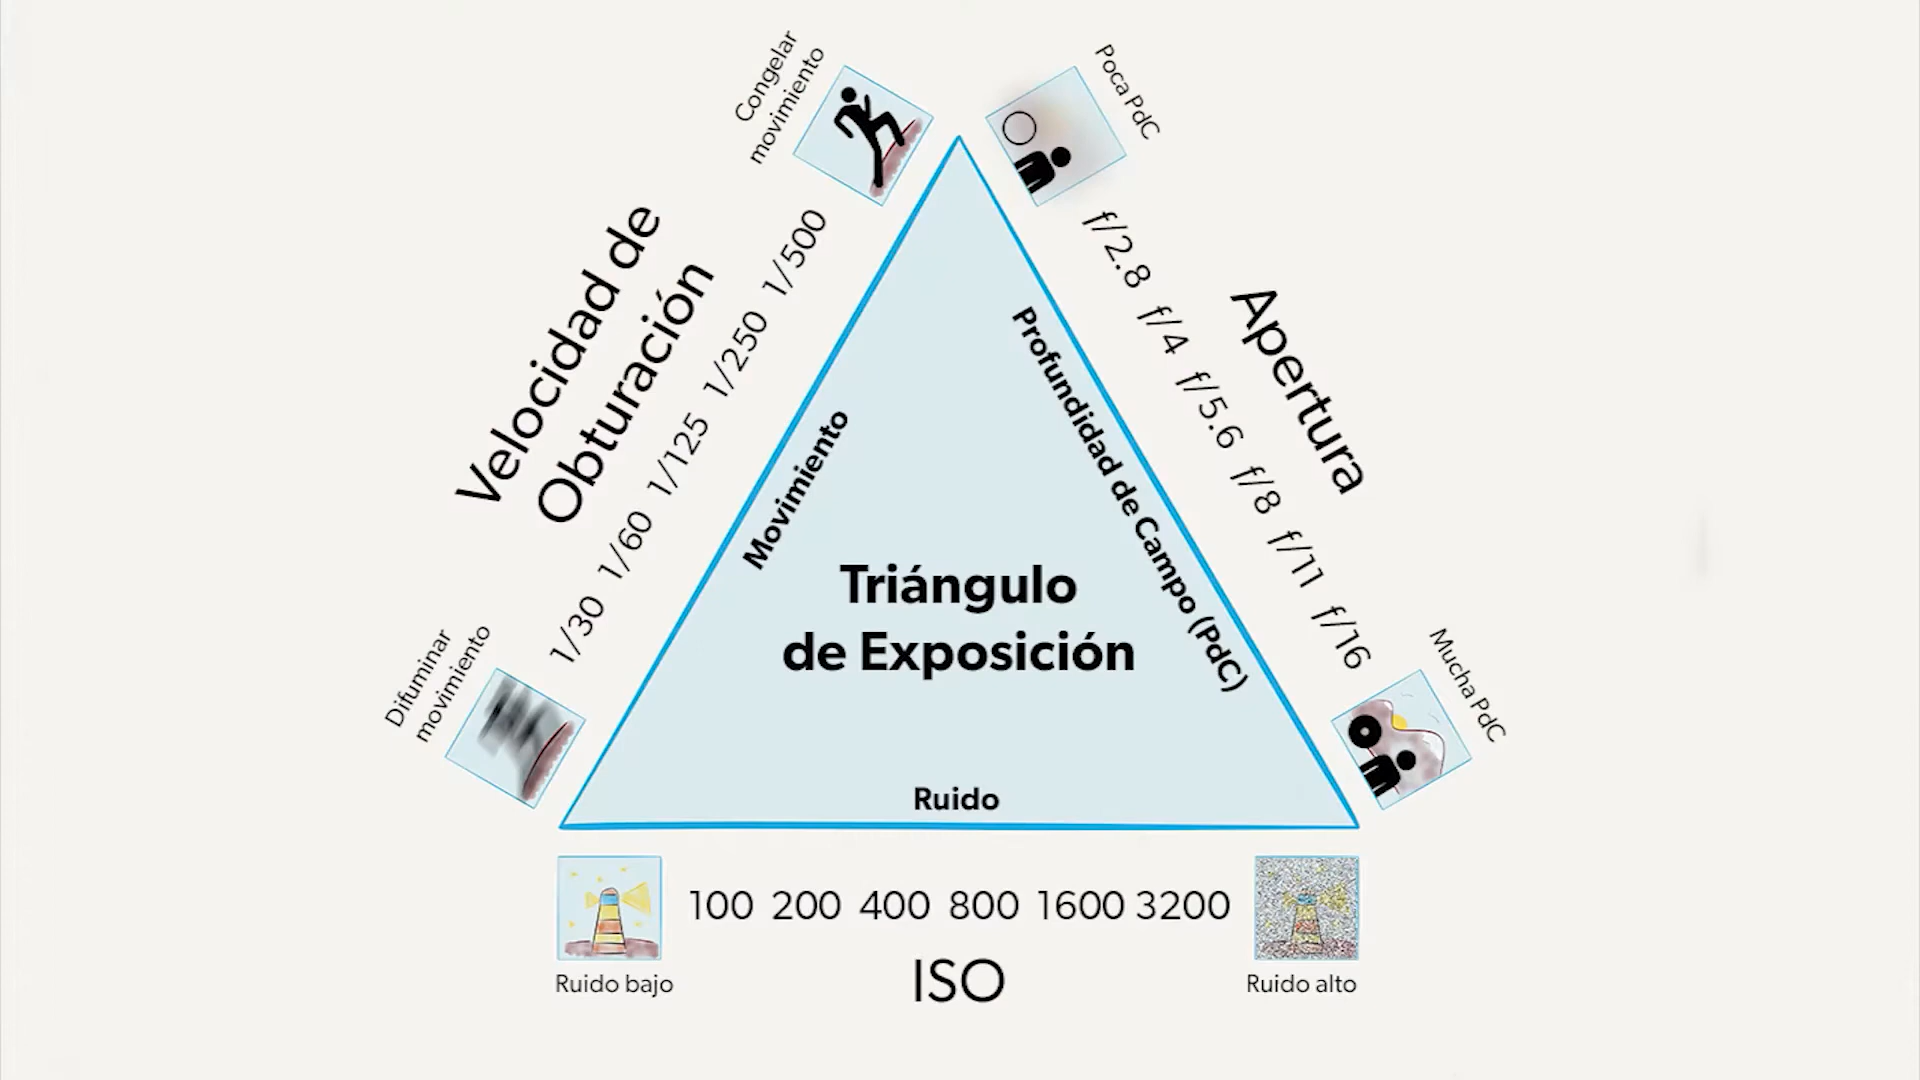 Congelar
movimiento
Poca PdC
Velocidad de
Obturación
1/30 1/60 1/125 1/250 1/500
Difuminar
movimiento
Movimiento
f/2.8 f/4 f/5.6 f/8 f/11 f/16
Apertura
Profundidad de Campo (PdC)
Mucha PdC
Triángulo
de Exposición
Ruido
100 200 400 800 1600 3200
Ruido bajo
ISO
Ruido alto